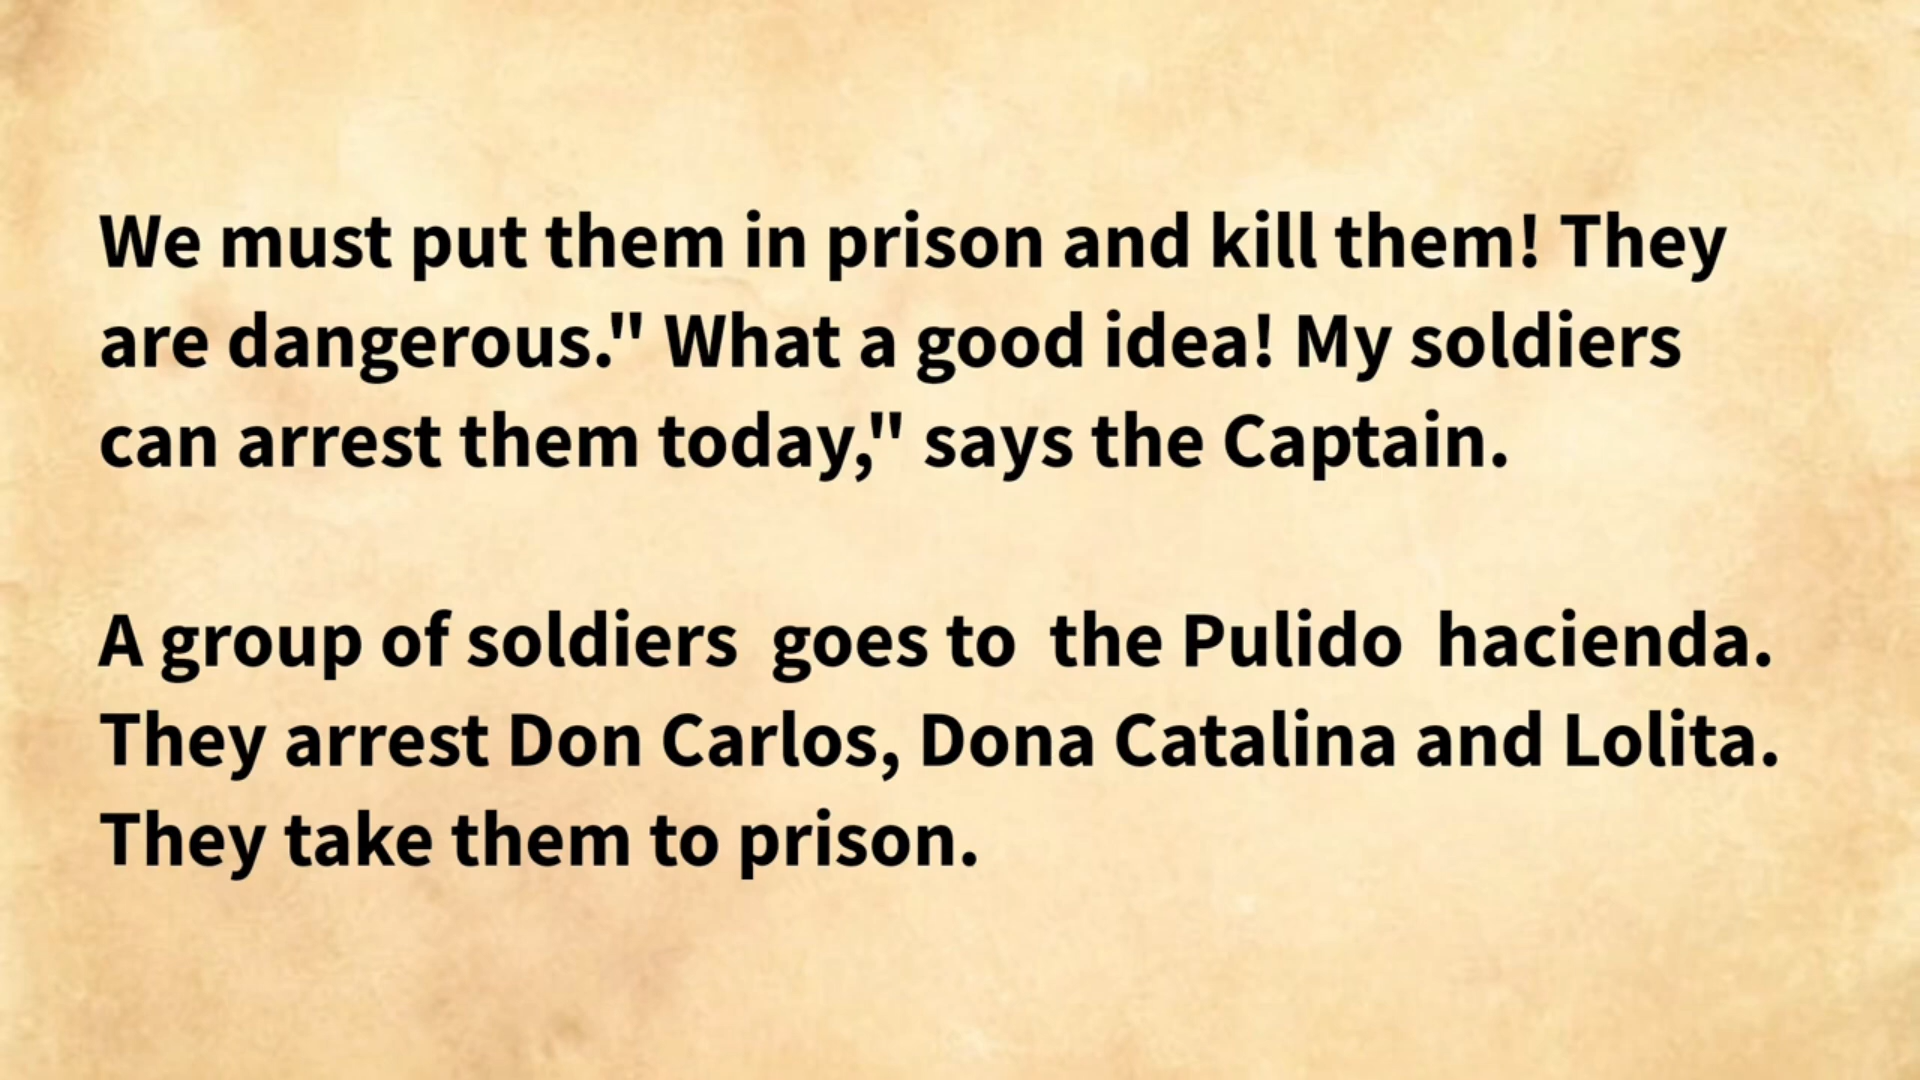 We must put them in prison and kill them! They
are dangerous." What a good idea! My soldiers
can arrest them today," says the Captain.
A group of soldiers  goes to  the Pulido  hacienda.
They arrest Don Carlos, Dona Catalina and Lolita.
They take them to prison.